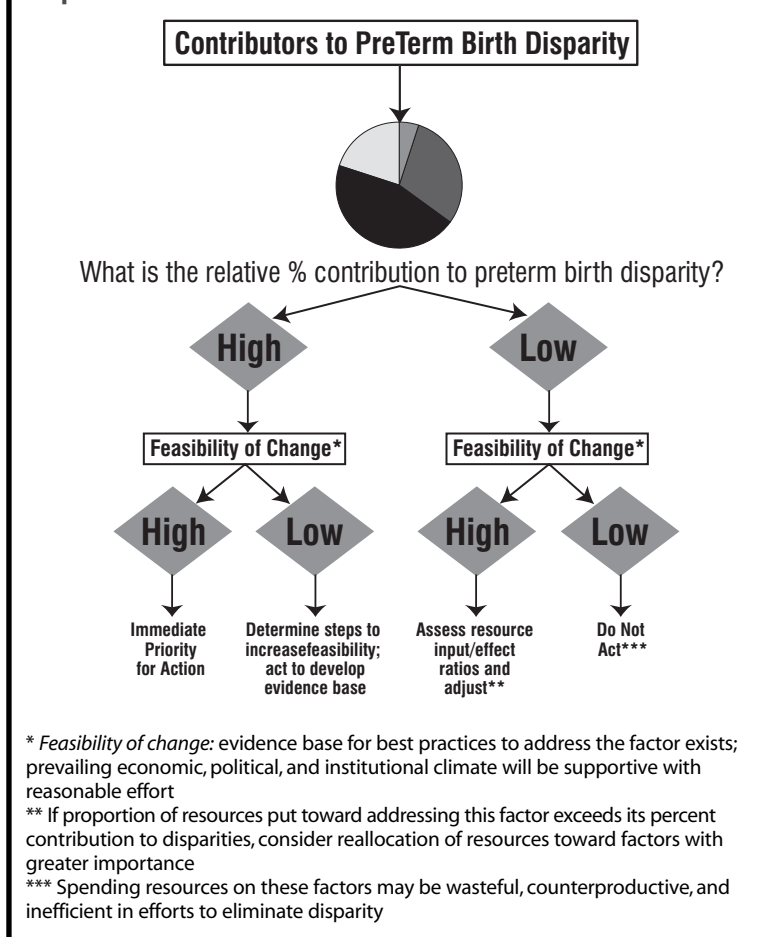 Contributors to PreTerm Birth Disparity
What is the relative % contribution to preterm birth disparity?
High
Low
Feasibility of Change*
Feasibility of Change*
High
Low
High
Low
Immediate
Priority
for Action
Determine steps to
increasefeasibility;
act to develop
evidence base
Assess resource
input/effect
ratios and
adjust**
Do Not
Act***
* Feasibility of change: evidence base for best practices to address the factor exists;
prevailing economic, political, and institutional climate will be supportive with
reasonable effort
** If proportion of resources put toward addressing this factor exceeds its percent
contribution to disparities, consider reallocation of resources toward factors with
greater importance
*** Spending resources on these factors may be wasteful, counterproductive, and
inefficient in efforts to eliminate disparity